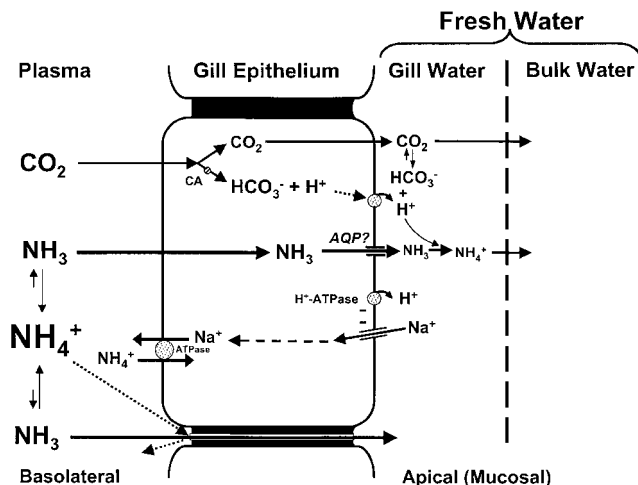 Fresh Water
Plasma Gill Epithelium Gill Water Bulk Water
CO₂ CO₂
CO₂ CA HCO₃⁻
HCO₃⁻ + H⁺ + H⁺
AQP?
NH₃ NH₃ NH₃ NH₄⁺
H⁺-ATPase H⁺
NH₄⁺ Na⁺ Na⁺
NH₄⁺ ATPase
NH₃
Basolateral Apical (Mucosal)